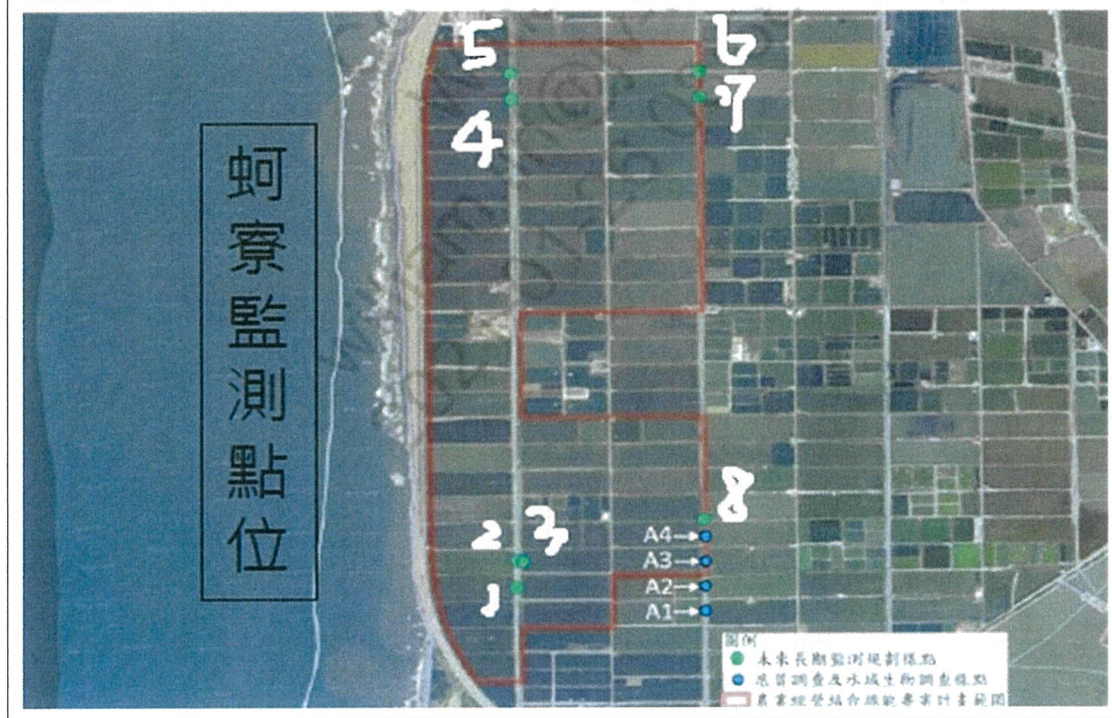 蚵寮監測點位
5
6
4
7
8
2 3
1
A4
A3
A2
A1
圖例
未來長期監測規劃樣點
底質調查及水域生物調查樣點
農業經營結合綠能專案計畫範圍